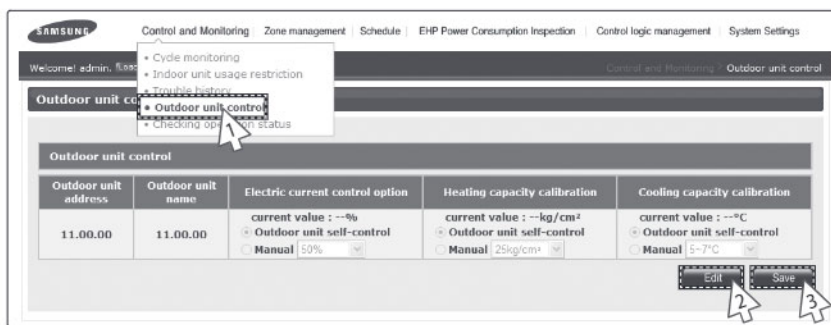 SAMSUNG Control and Monitoring Zone management Schedule EHP Power Consumption Inspection Control logic management System Settings
• Cycle monitoring
Welcome! admin. Control and Monitoring > Outdoor unit control
• Indoor unit usage restriction
• Trouble history
Outdoor unit
• Outdoor unit control
• Checking status
1
Outdoor unit control
Outdoor unit address Outdoor unit name Electric current control option Heating capacity calibration Cooling capacity calibration
11.00.00 11.00.00
current value : --% current value : --kg/cm² current value : --°C
Outdoor unit self-control Outdoor unit self-control Outdoor unit self-control
Manual 50% Manual 25kg/cm² Manual 5~7°C
Edit Save
2 3